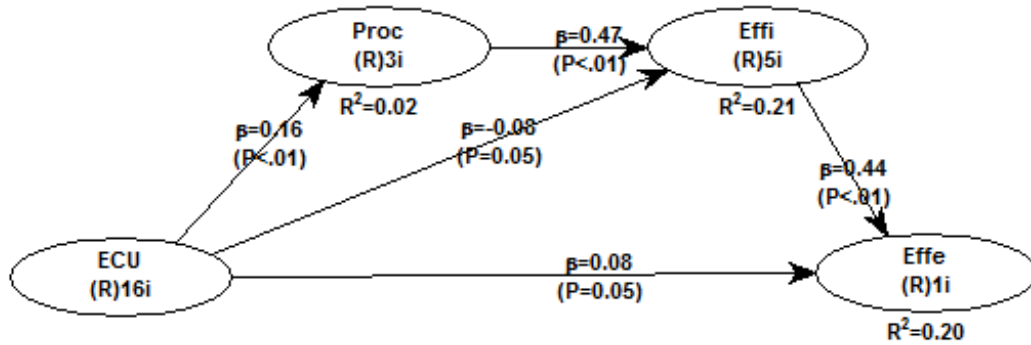 Proc
(R)3i
R²=0.02
β=0.47
(P<.01)
Effi
(R)5i
R²=0.21
β=0.16
(P<.01)
β=-0.08
(P=0.05)
β=0.44
(P<.01)
ECU
(R)16i
β=0.08
(P=0.05)
Effe
(R)1i
R²=0.20